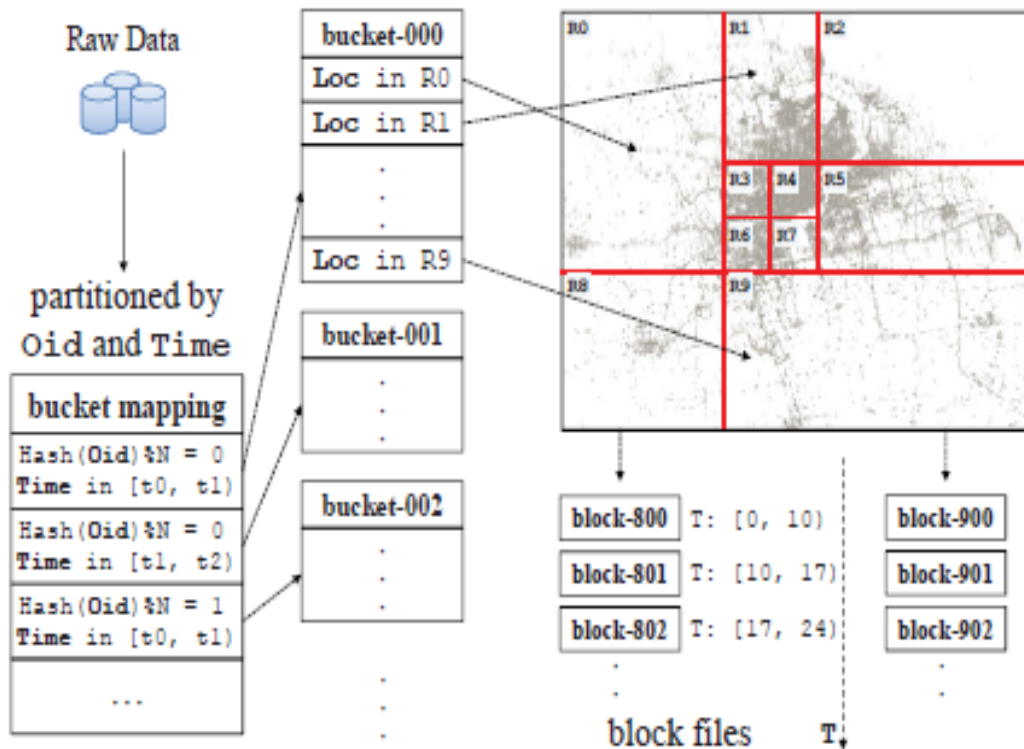 Raw Data
partitioned by
Oid and Time
bucket mapping
Hash(Oid)%N = 0
Time in [t0, t1)
Hash(Oid)%N = 0
Time in [t1, t2)
Hash(Oid)%N = 1
Time in [t0, t1)
...
bucket-000
Loc in R0
Loc in R1
.
.
.
Loc in R9
bucket-001
.
.
.
bucket-002
.
.
.
.
.
.
R0
R1
R2
R3
R4
R5
R6
R7
R8
R9
block-800 T: [0, 10)
block-801 T: [10, 17)
block-802 T: [17, 24)
.
.
block-900
block-901
block-902
.
.
block files
T